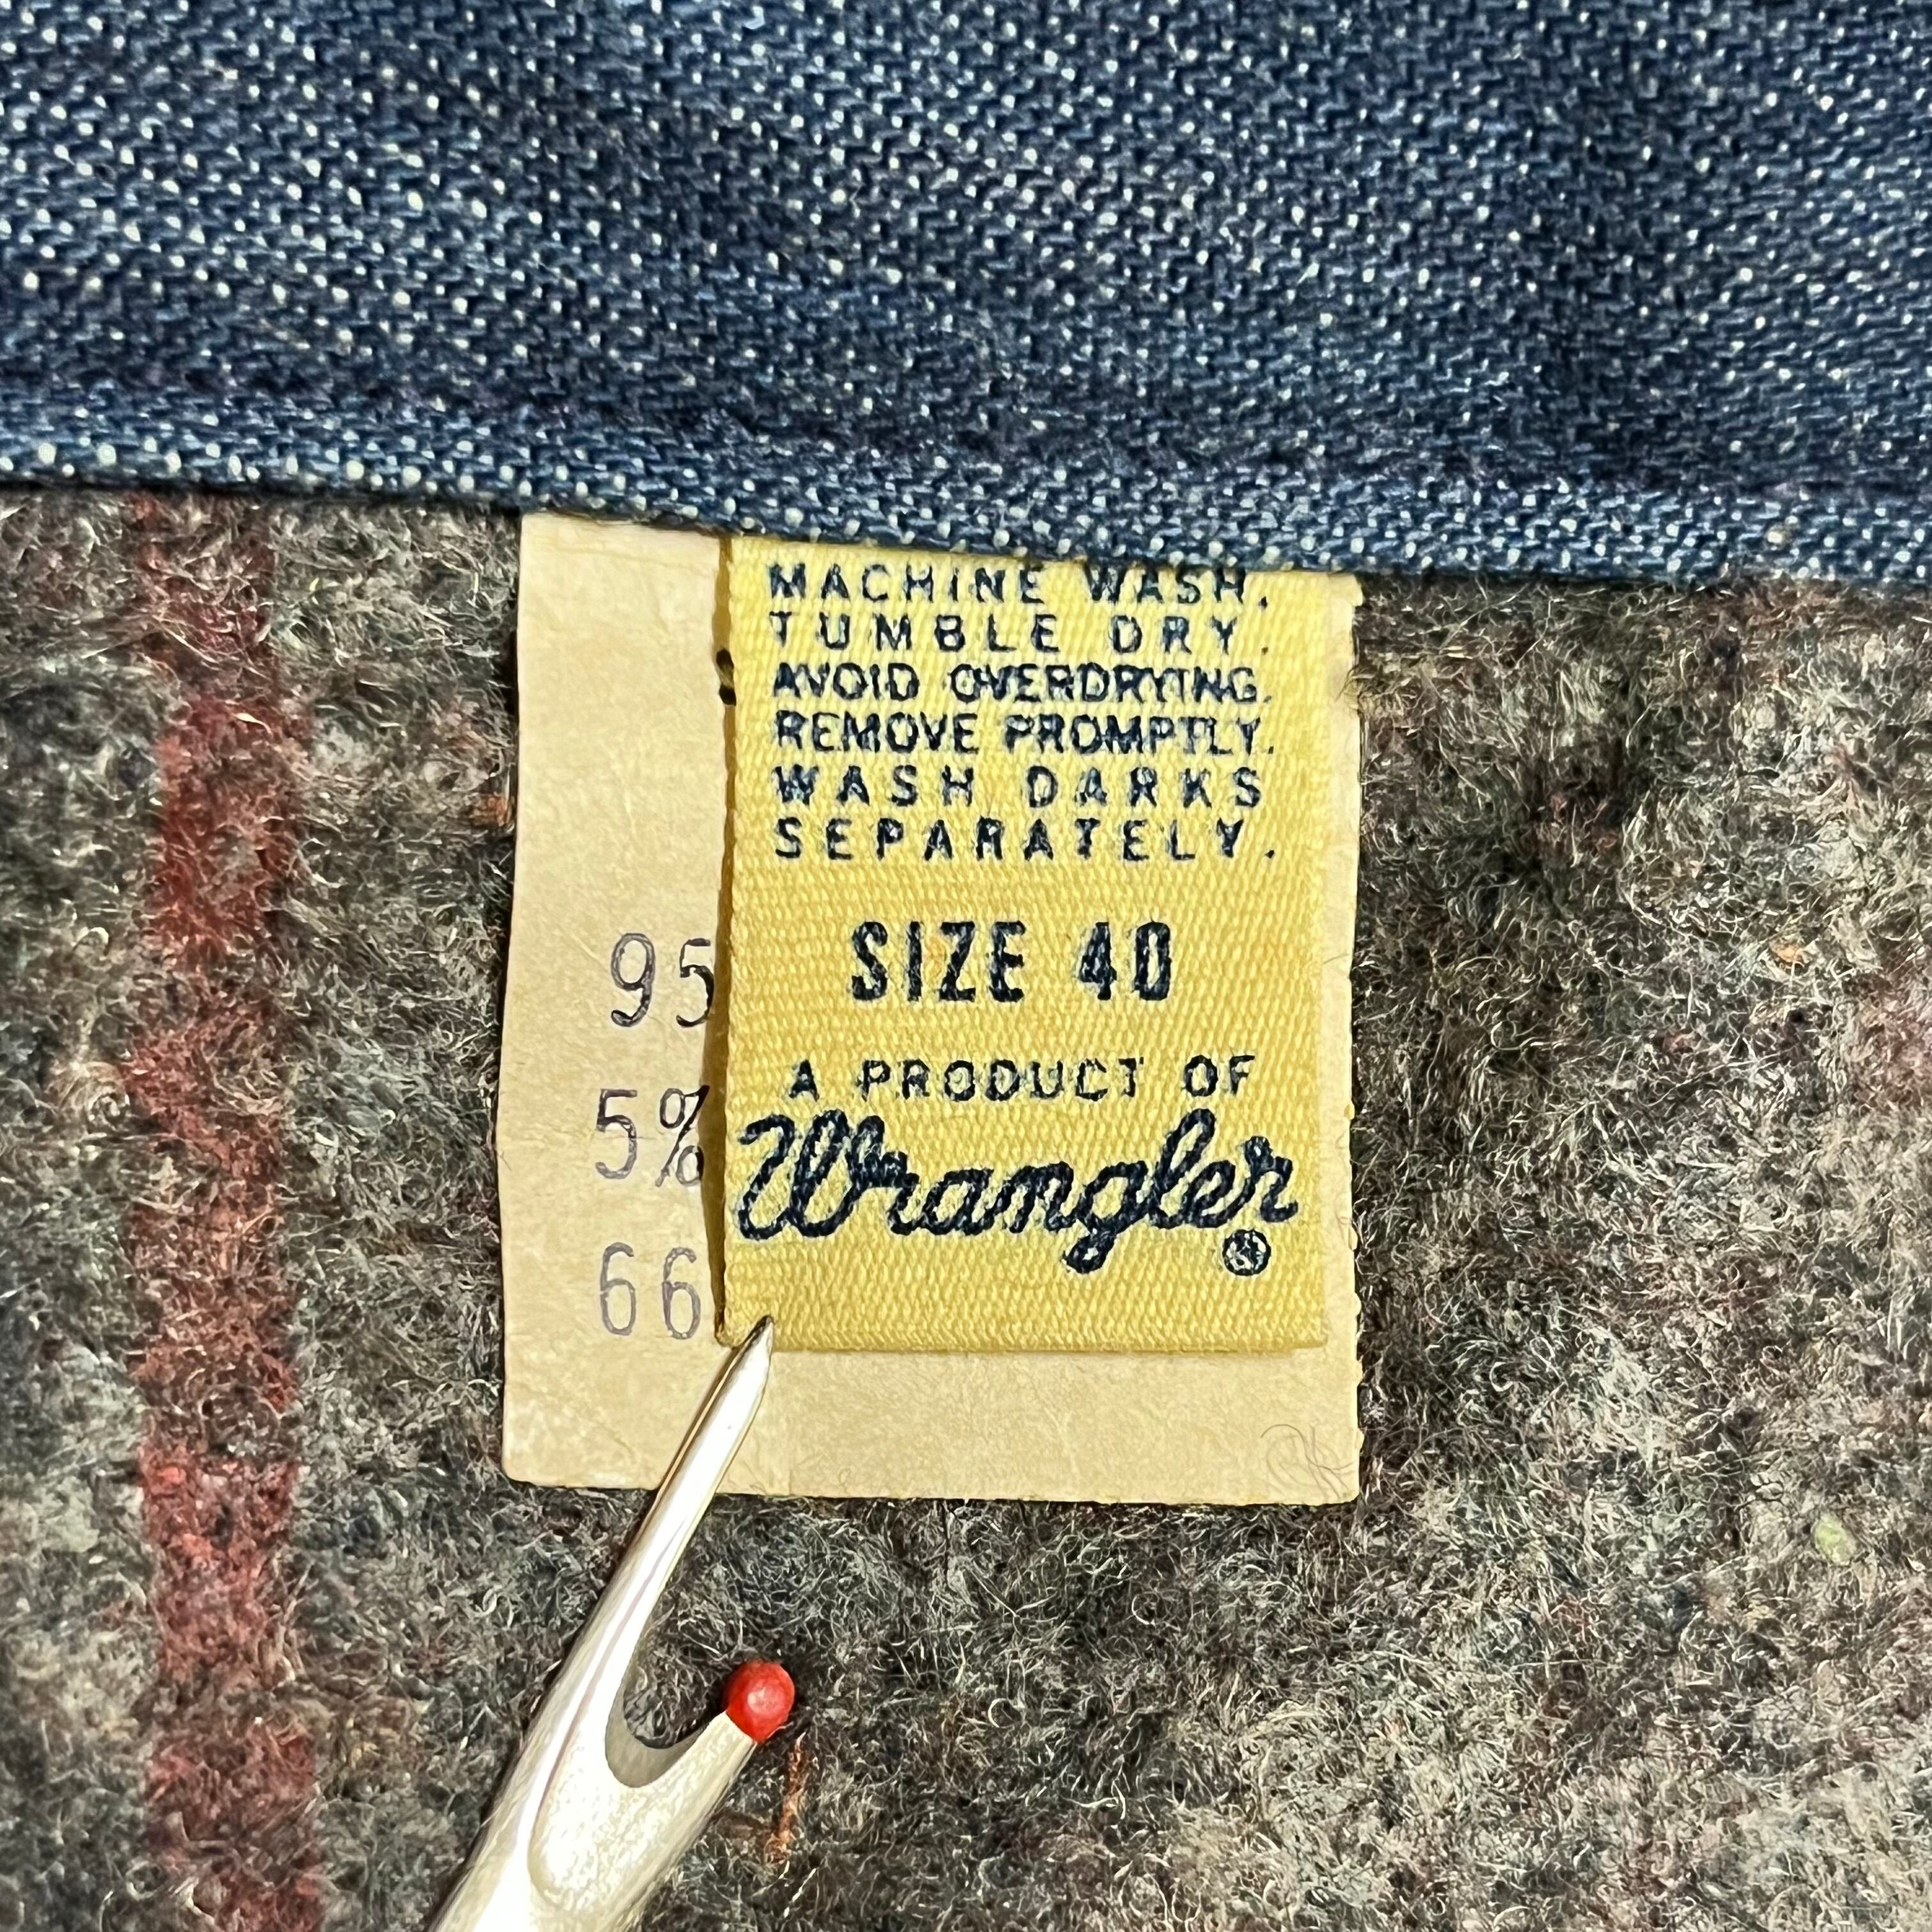 MACHINE WASH.
TUMBLE DRY.
AVOID OVERDRYING.
REMOVE PROMPTLY.
WASH DARKS
SEPARATELY.
SIZE 40
A PRODUCT OF
Wrangler®
95
5%
66